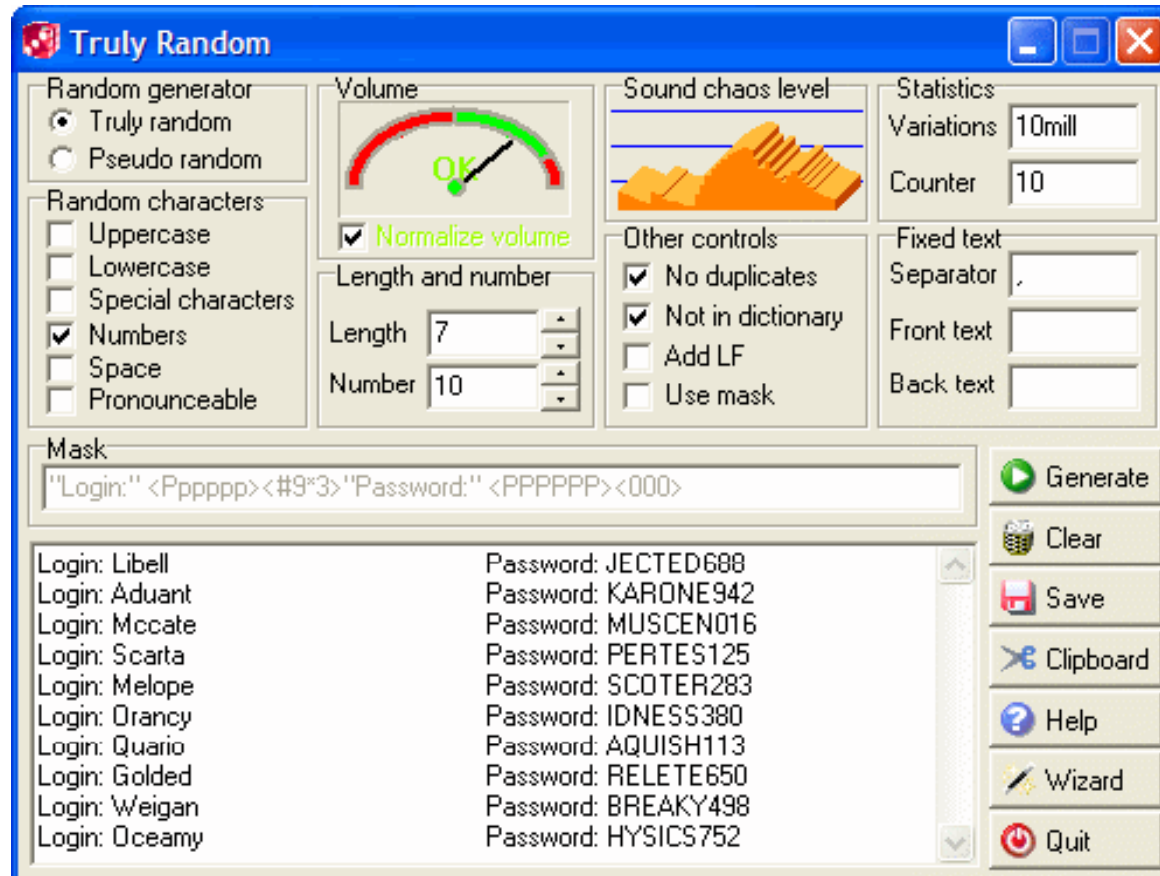 Truly Random
Random generator
Truly random
Pseudo random
Random characters
Uppercase
Lowercase
Special characters
Numbers
Space
Pronounceable
Volume
OK
Normalize volume
Length and number
Length 7
Number 10
Sound chaos level
Other controls
No duplicates
Not in dictionary
Add LF
Use mask
Statistics
Variations 10mill
Counter 10
Fixed text
Separator ,
Front text
Back text
Mask
"Login:" <Pppppp><#9*3>"Password:" <PPPPPP><000>
Login: Libell Password: JECTED688
Login: Aduant Password: KARONE942
Login: Mccate Password: MUSCEN016
Login: Scarta Password: PERTES125
Login: Melope Password: SCOTER283
Login: Orancy Password: IDNESS380
Login: Quario Password: AQUISH113
Login: Golded Password: RELETE650
Login: Weigan Password: BREAKY498
Login: Oceamy Password: HYSICS752
Generate
Clear
Save
Clipboard
Help
Wizard
Quit